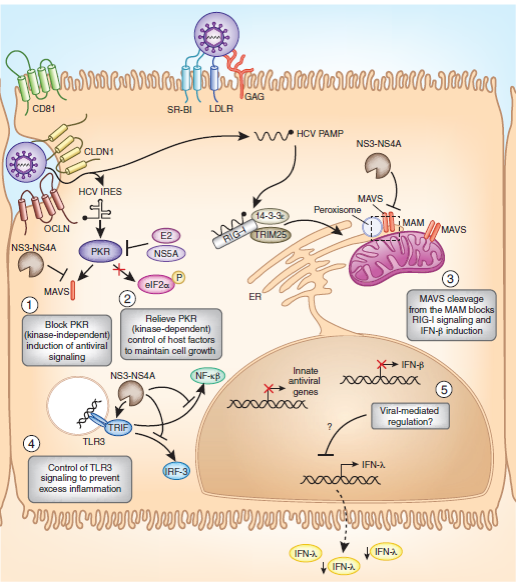 GAG
SR-BI
LDLR
CD81
CLDN1
HCV PAMP
NS3-NS4A
HCV IRES
MAVS
14-3-3ε
Peroxisome
MAM
RIG-I
TRIM25
MAVS
OCLN
E2
NS5A
PKR
NS3-NS4A
eIF2α
P
MAVS
ER
3
1
2
MAVS cleavage
from the MAM blocks
RIG-I signaling and
IFN-β induction
Block PKR
(kinase-independent)
induction of antiviral
signaling
Relieve PKR
(kinase-dependent)
control of host factors
to maintain cell growth
NS3-NS4A
NF-κβ
Innate
antiviral
genes
IFN-β
5
Viral-mediated
regulation?
?
TRIF
TLR3
4
Control of TLR3
signaling to prevent
excess inflammation
IRF-3
IFN-λ
IFN-λ
IFN-λ
IFN-λ